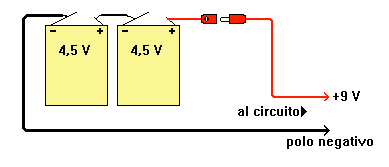 − + − +
4,5 V 4,5 V
+9 V
al circuito
polo negativo